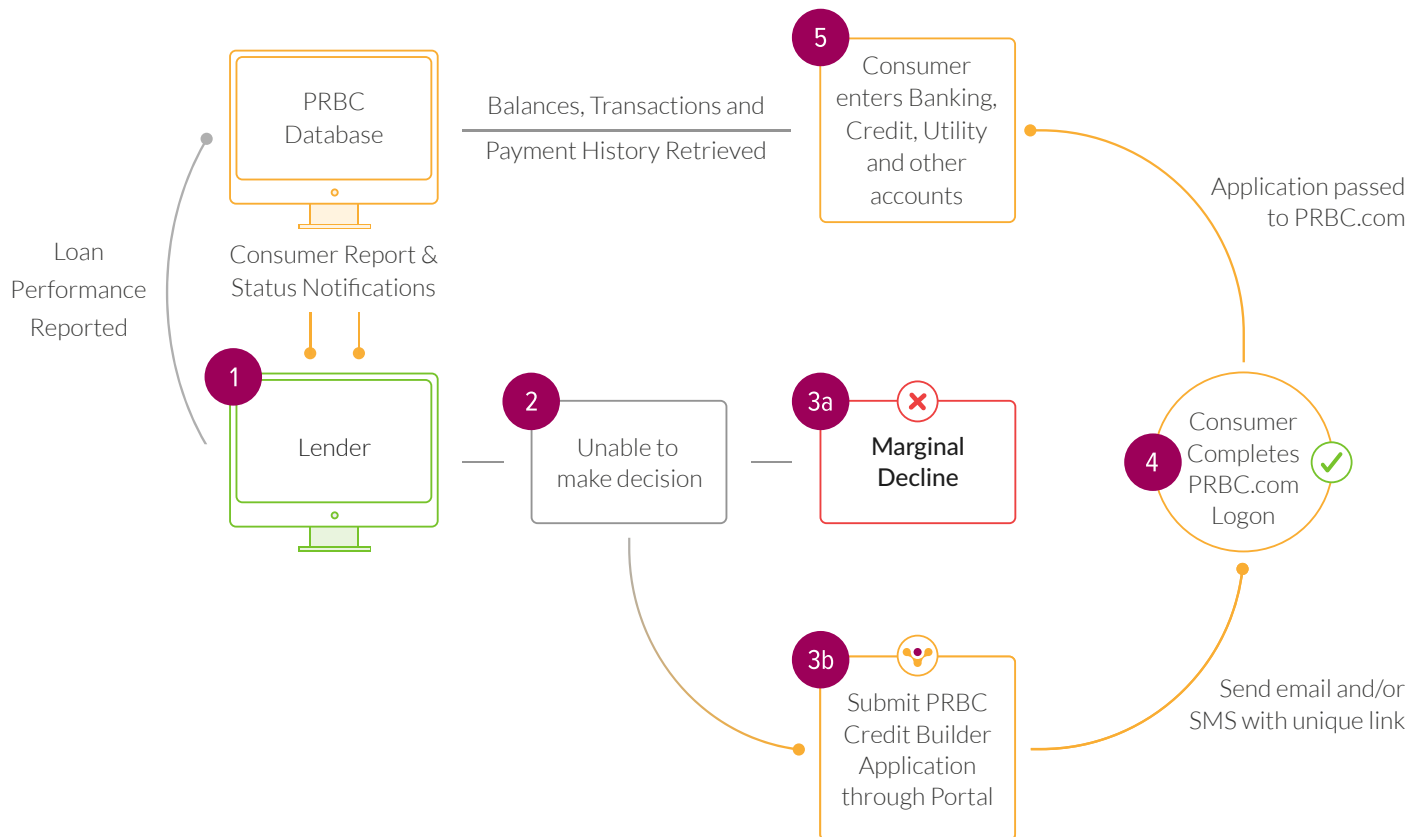 PRBC
Database
Balances, Transactions and
Payment History Retrieved
5
Consumer
enters Banking,
Credit, Utility
and other
accounts
Application passed
to PRBC.com
Loan
Performance
Reported
Consumer Report &
Status Notifications
1
Lender
2
Unable to
make decision
3a
Marginal
Decline
4
Consumer
Completes
PRBC.com
Logon
3b
Submit PRBC
Credit Builder
Application
through Portal
Send email and/or
SMS with unique link